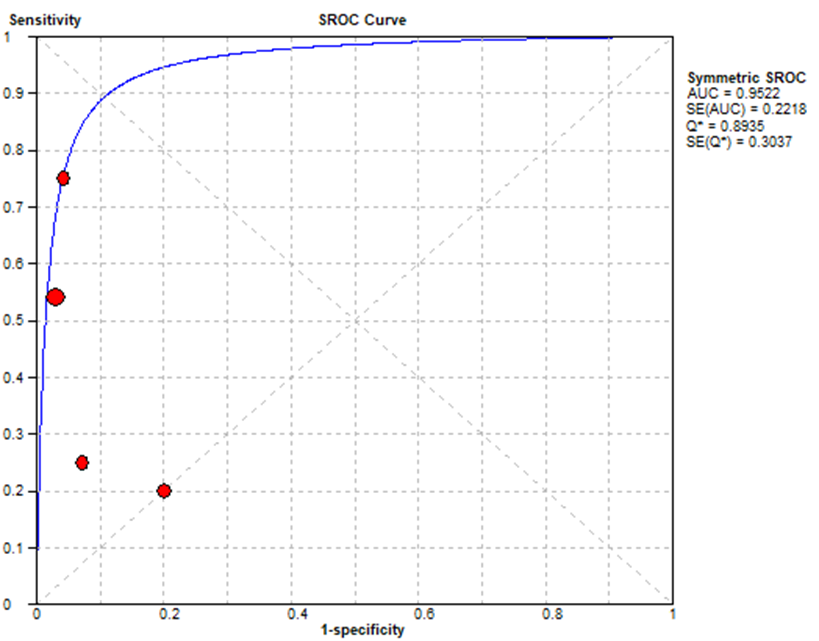 Sensitivity
SROC Curve
1
0.9
0.8
0.7
0.6
0.5
0.4
0.3
0.2
0.1
0
0 0.2 0.4 0.6 0.8 1
1-specificity
Symmetric SROC
AUC = 0.9522
SE(AUC) = 0.2218
Q* = 0.8935
SE(Q*) = 0.3037